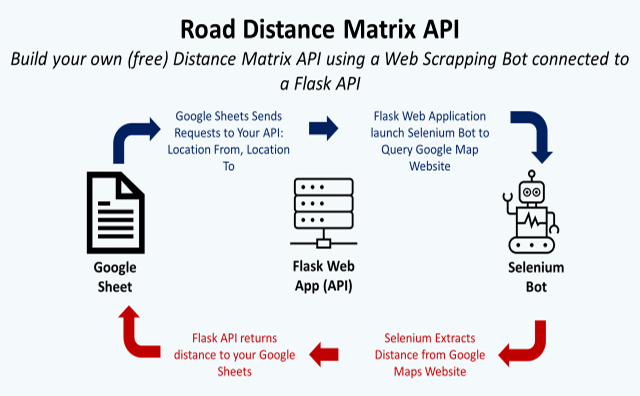 Road Distance Matrix API
Build your own (free) Distance Matrix API using a Web Scrapping Bot connected to
a Flask API
Google Sheets Sends
Requests to Your API:
Location From, Location
To
Flask Web Application
launch Selenium Bot to
Query Google Map
Website
Google
Sheet
Flask Web
App (API)
Selenium
Bot
Flask API returns
distance to your Google
Sheets
Selenium Extracts
Distance from Google
Maps Website